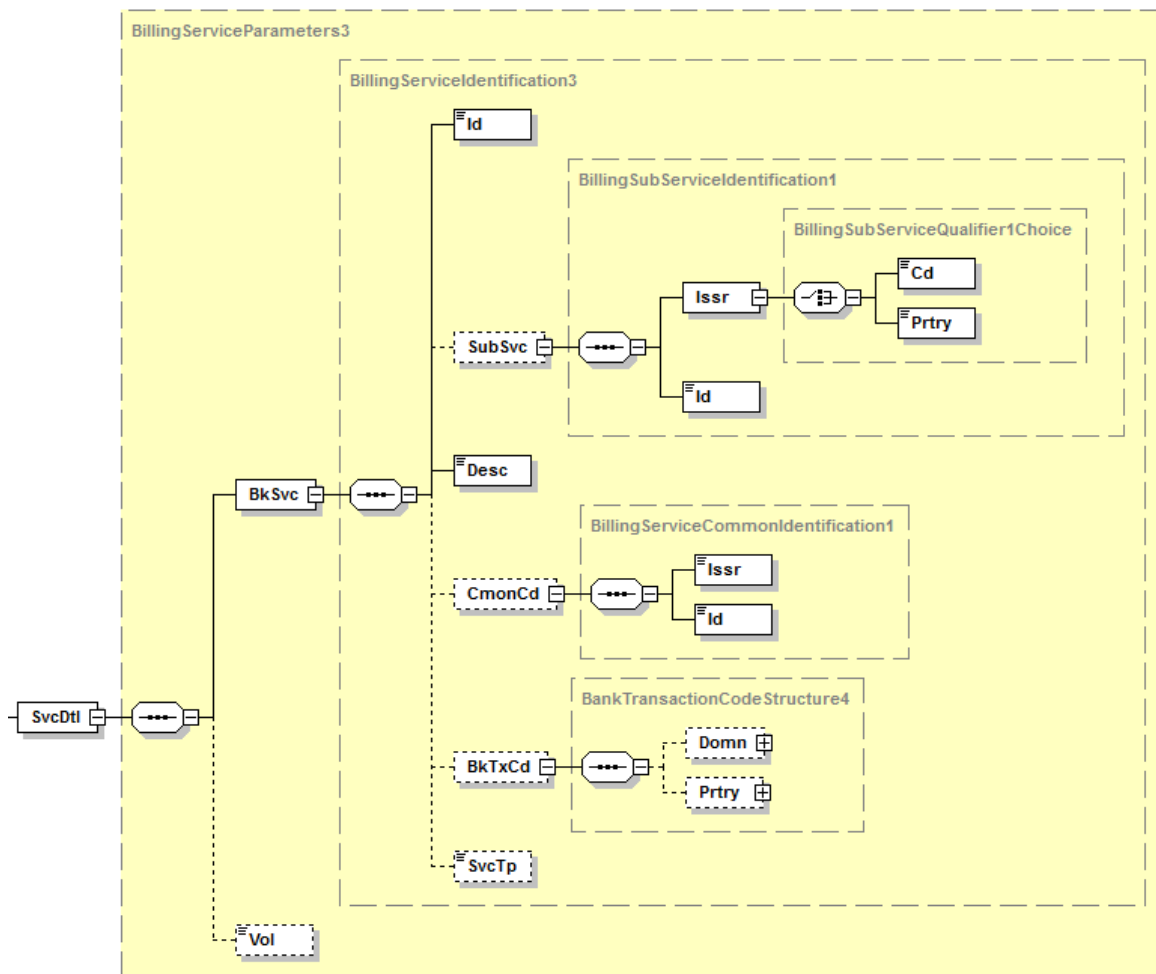 BillingServiceParameters3
BillingServiceIdentification3
Id
BillingSubServiceIdentification1
BillingSubServiceQualifier1Choice
Cd
Issr
Prtry
SubSvc
Id
Desc
BkSvc
BillingServiceCommonIdentification1
Issr
CmonCd
Id
BankTransactionCodeStructure4
SvcDtl
Domn
BkTxCd
Prtry
SvcTp
Vol